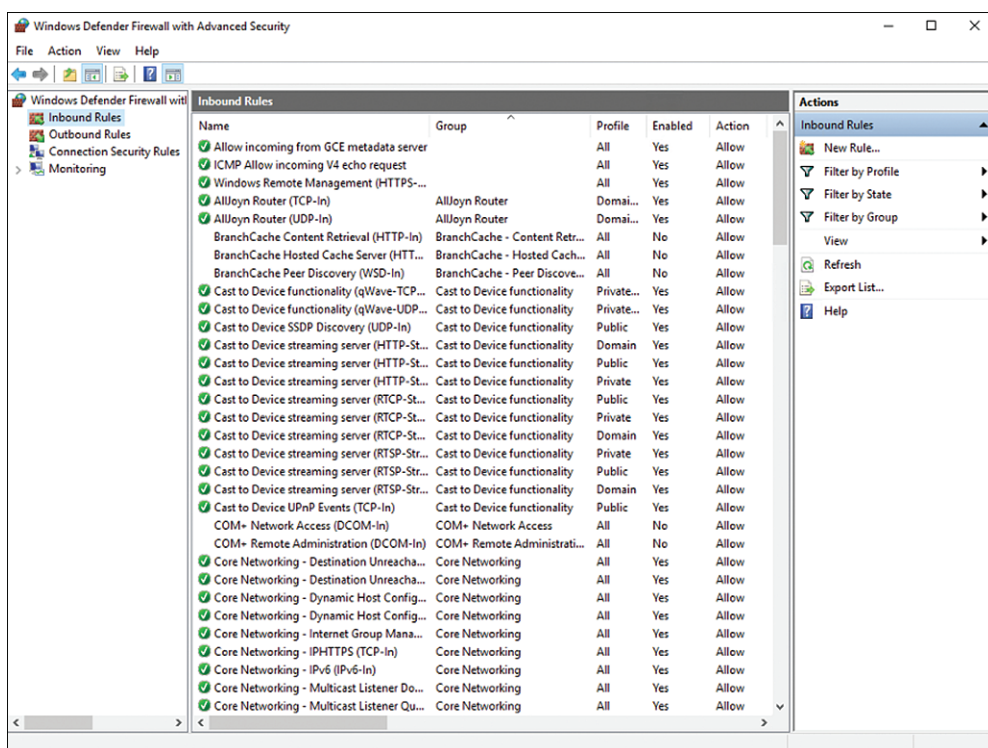 Windows Defender Firewall with Advanced Security
File Action View Help
Windows Defender Firewall witl
Inbound Rules
Outbound Rules
Connection Security Rules
Monitoring
Inbound Rules
Name Group Profile Enabled Action
Allow incoming from GCE metadata server All Yes Allow
ICMP Allow incoming V4 echo request All Yes Allow
Windows Remote Management (HTTPS-... All Yes Allow
AllJoyn Router (TCP-In) AllJoyn Router Domai... Yes Allow
AllJoyn Router (UDP-In) AllJoyn Router Domai... Yes Allow
BranchCache Content Retrieval (HTTP-In) BranchCache - Content Retr... All No Allow
BranchCache Hosted Cache Server (HTT... BranchCache - Hosted Cach... All No Allow
BranchCache Peer Discovery (WSD-In) BranchCache - Peer Discove... All No Allow
Cast to Device functionality (qWave-TCP... Cast to Device functionality Private... Yes Allow
Cast to Device functionality (qWave-UDP... Cast to Device functionality Private... Yes Allow
Cast to Device SSDP Discovery (UDP-In) Cast to Device functionality Public Yes Allow
Cast to Device streaming server (HTTP-St... Cast to Device functionality Domain Yes Allow
Cast to Device streaming server (HTTP-St... Cast to Device functionality Public Yes Allow
Cast to Device streaming server (HTTP-St... Cast to Device functionality Private Yes Allow
Cast to Device streaming server (RTCP-St... Cast to Device functionality Public Yes Allow
Cast to Device streaming server (RTCP-St... Cast to Device functionality Private Yes Allow
Cast to Device streaming server (RTCP-St... Cast to Device functionality Domain Yes Allow
Cast to Device streaming server (RTSP-Str... Cast to Device functionality Private Yes Allow
Cast to Device streaming server (RTSP-Str... Cast to Device functionality Public Yes Allow
Cast to Device streaming server (RTSP-Str... Cast to Device functionality Domain Yes Allow
Cast to Device UPnP Events (TCP-In) Cast to Device functionality Public Yes Allow
COM+ Network Access (DCOM-In) COM+ Network Access All No Allow
COM+ Remote Administration (DCOM-In) COM+ Remote Administrati... All No Allow
Core Networking - Destination Unreacha... Core Networking All Yes Allow
Core Networking - Destination Unreacha... Core Networking All Yes Allow
Core Networking - Dynamic Host Config... Core Networking All Yes Allow
Core Networking - Dynamic Host Config... Core Networking All Yes Allow
Core Networking - Internet Group Mana... Core Networking All Yes Allow
Core Networking - IPHTTPS (TCP-In) Core Networking All Yes Allow
Core Networking - IPv6 (IPv6-In) Core Networking All Yes Allow
Core Networking - Multicast Listener Do... Core Networking All Yes Allow
Core Networking - Multicast Listener Qu... Core Networking All Yes Allow
Actions
Inbound Rules
New Rule...
Filter by Profile
Filter by State
Filter by Group
View
Refresh
Export List...
Help